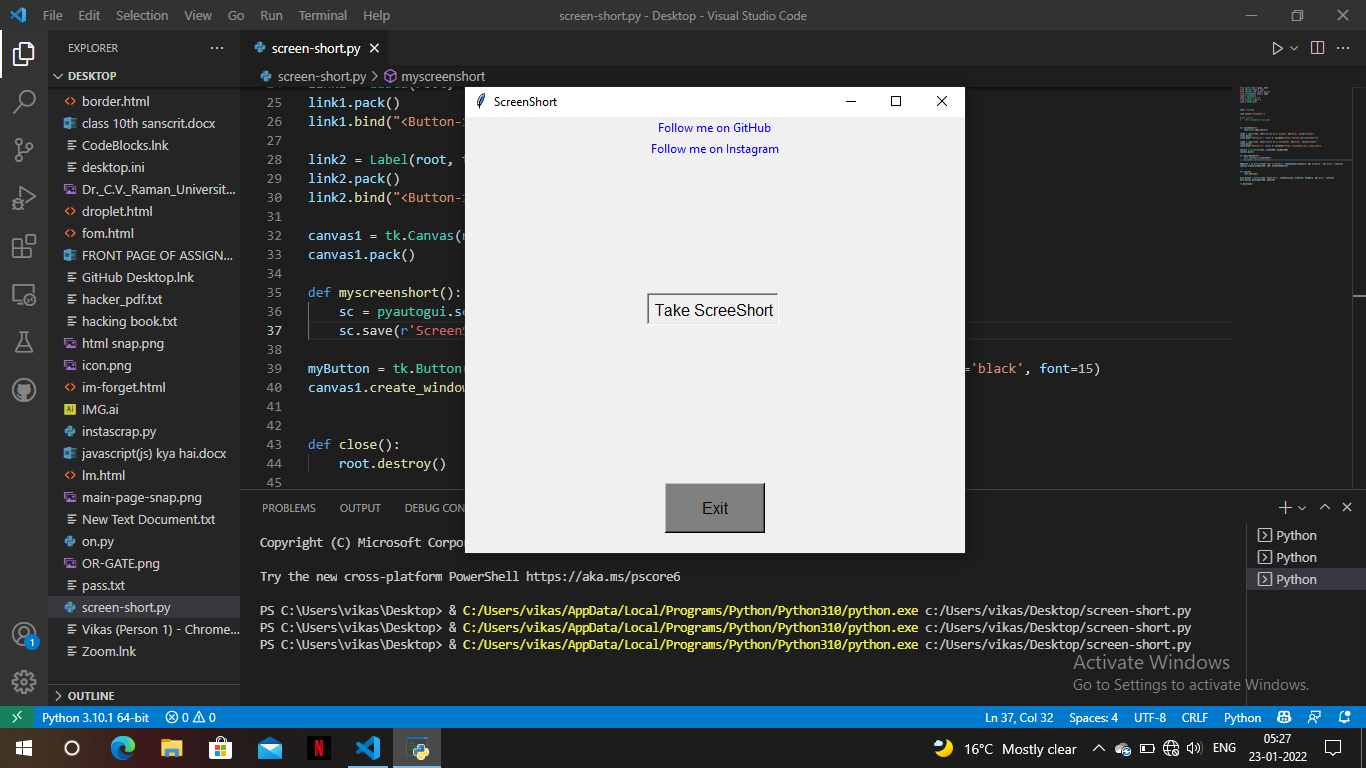 File Edit Selection View Go Run Terminal Help
screen-short.py - Desktop - Visual Studio Code
EXPLORER
DESKTOP
border.html
class 10th sanscrit.docx
CodeBlocks.lnk
desktop.ini
Dr._C.V._Raman_Universit...
droplet.html
fom.html
FRONT PAGE OF ASSIGN...
GitHub Desktop.lnk
hacker_pdf.txt
hacking book.txt
html snap.png
icon.png
im-forget.html
IMG.ai
instascrap.py
javascript(js) kya hai.docx
lm.html
main-page-snap.png
New Text Document.txt
on.py
OR-GATE.png
pass.txt
screen-short.py
Vikas (Person 1) - Chrome...
Zoom.lnk
OUTLINE
screen-short.py
screen-short.py > myscreenshort
25 link1.pack()
26 link1.bind("<Button-1
27
28 link2 = Label(root,
29 link2.pack()
30 link2.bind("<Button-1
31
32 canvas1 = tk.Canvas(
33 canvas1.pack()
34
35 def myscreenshort():
36 sc = pyautogui.sc
37 sc.save(r'Screens
38
39 myButton = tk.Button( ='black', font=15)
40 canvas1.create_window
41
42
43 def close():
44 root.destroy()
45
ScreenShort
Follow me on GitHub
Follow me on Instagram
Take ScreeShort
Exit
PROBLEMS OUTPUT DEBUG CON
Copyright (C) Microsoft Corpor
Try the new cross-platform PowerShell https://aka.ms/pscore6
PS C:\Users\vikas\Desktop> & C:/Users/vikas/AppData/Local/Programs/Python/Python310/python.exe c:/Users/vikas/Desktop/screen-short.py
PS C:\Users\vikas\Desktop> & C:/Users/vikas/AppData/Local/Programs/Python/Python310/python.exe c:/Users/vikas/Desktop/screen-short.py
PS C:\Users\vikas\Desktop> & C:/Users/vikas/AppData/Local/Programs/Python/Python310/python.exe c:/Users/vikas/Desktop/screen-short.py
Python
Python
Python
Activate Windows
Go to Settings to activate Windows.
1
Python 3.10.1 64-bit 0 0
Ln 37, Col 32 Spaces: 4 UTF-8 CRLF Python
16°C Mostly clear ENG
05:27
23-01-2022